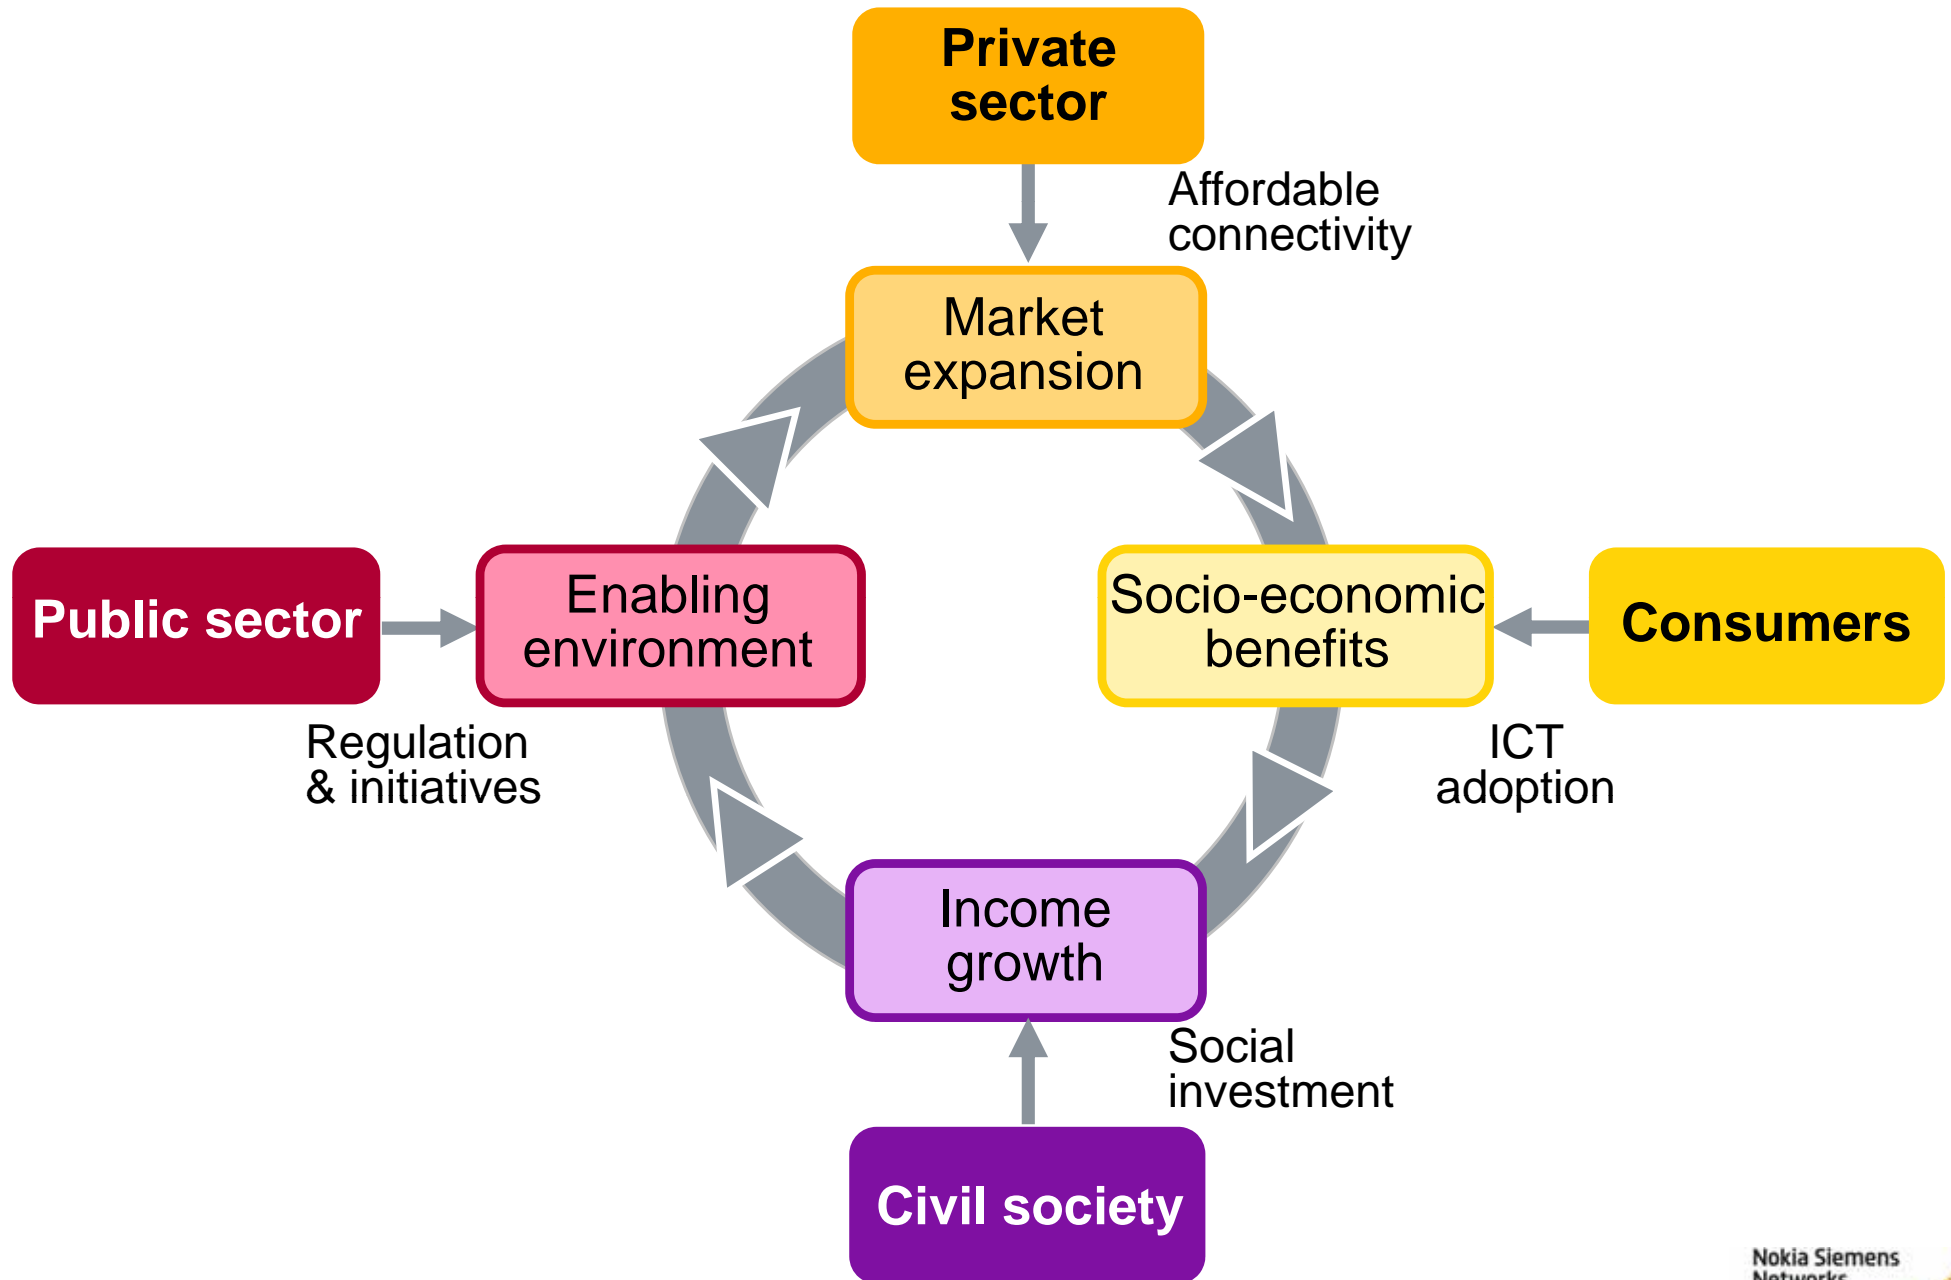 Private
sector
Affordable
connectivity
Market
expansion
Public sector
Enabling
environment
Socio-economic
benefits
Consumers
Regulation
& initiatives
ICT
adoption
Income
growth
Social
investment
Civil society
Nokia Siemens
Networks